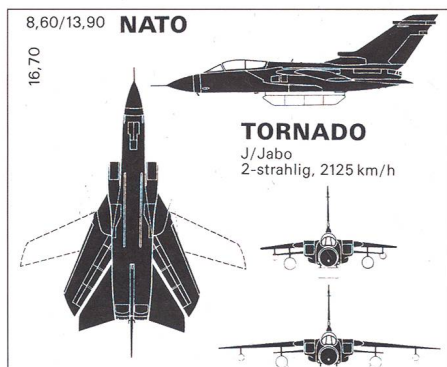 8,60/13,90 NATO
16,70
TORNADO
J/Jabo
2-strahlig, 2125 km/h